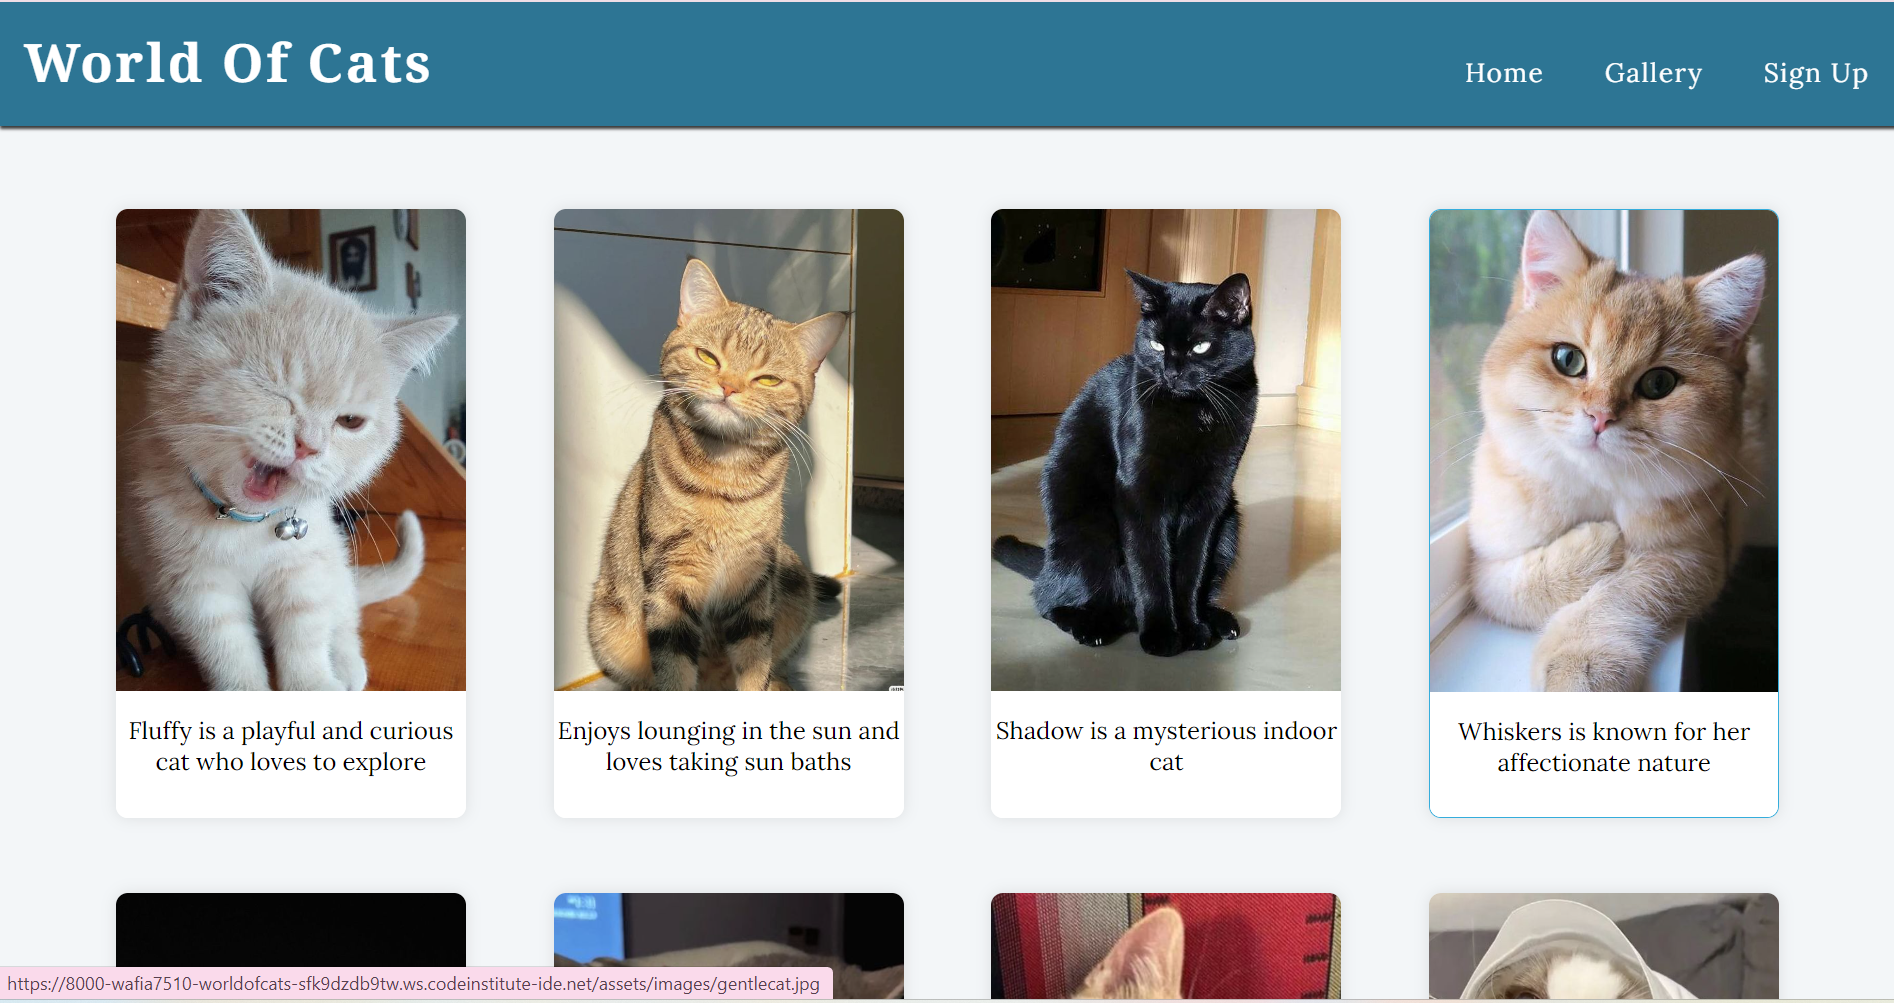 World Of Cats
Home Gallery Sign Up
Fluffy is a playful and curious
cat who loves to explore
Enjoys lounging in the sun and
loves taking sun baths
Shadow is a mysterious indoor
cat
Whiskers is known for her
affectionate nature
https://8000-wafia7510-worldofcats-sfk9dzdb9tw.ws.codeinstitute-ide.net/assets/images/gentlecat.jpg